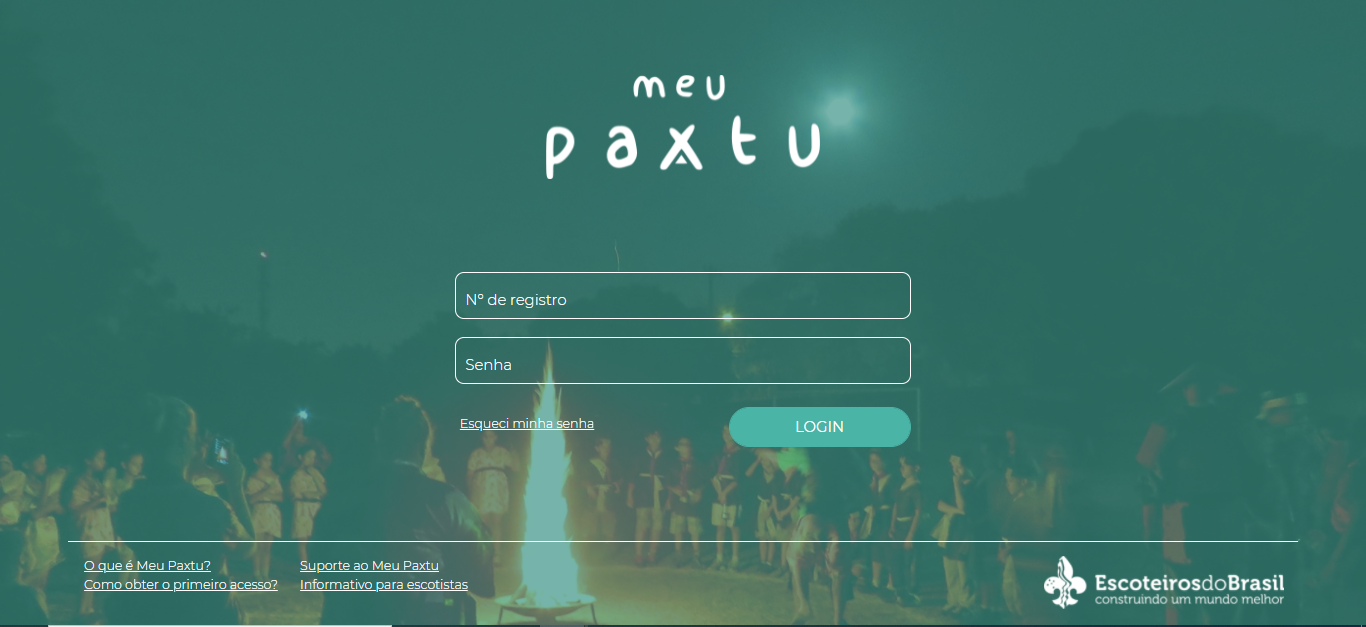 meu
paxtu
Nº de registro
Senha
Esqueci minha senha
LOGIN
O que é Meu Paxtu?
Suporte ao Meu Paxtu
Como obter o primeiro acesso?
Informativo para escotistas
EscoteirosdoBrasil
construindo um mundo melhor